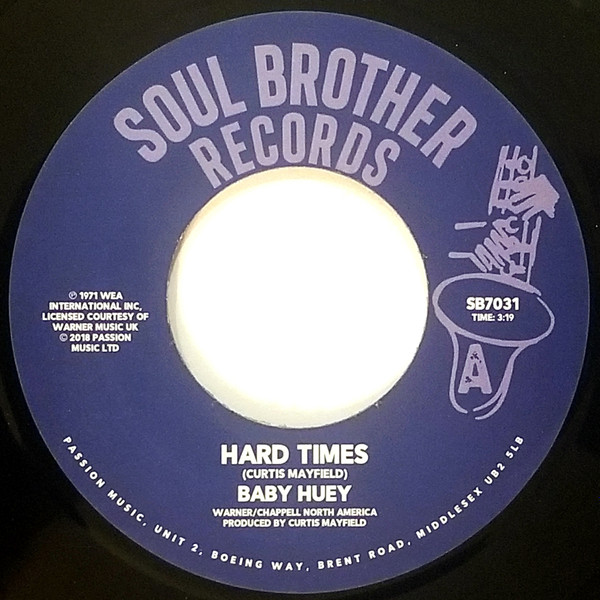 SOUL BROTHER
RECORDS
℗ 1971 WEA
INTERNATIONAL INC,
LICENSED COURTESY OF
WARNER MUSIC UK
© 2018 PASSION
MUSIC LTD
SB7031
TIME: 3:19
A
HARD TIMES
(CURTIS MAYFIELD)
BABY HUEY
WARNER/CHAPPELL NORTH AMERICA
PRODUCED BY CURTIS MAYFIELD
PASSION MUSIC, UNIT 2, BOEING WAY, BRENT ROAD, MIDDLESEX UB2 5LB